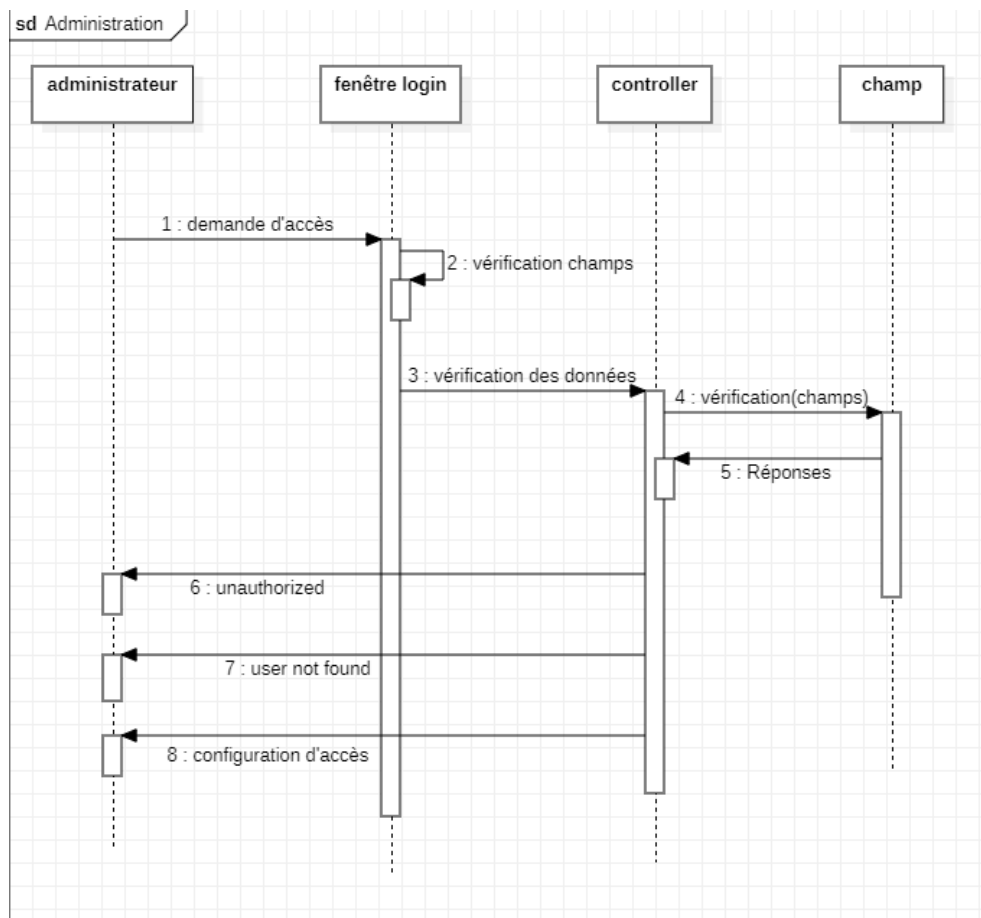 sd Administration
administrateur
fenêtre login
controller
champ
1 : demande d'accès
2 : vérification champs
3 : vérification des données
4 : vérification(champs)
5 : Réponses
6 : unauthorized
7 : user not found
8 : configuration d'accès